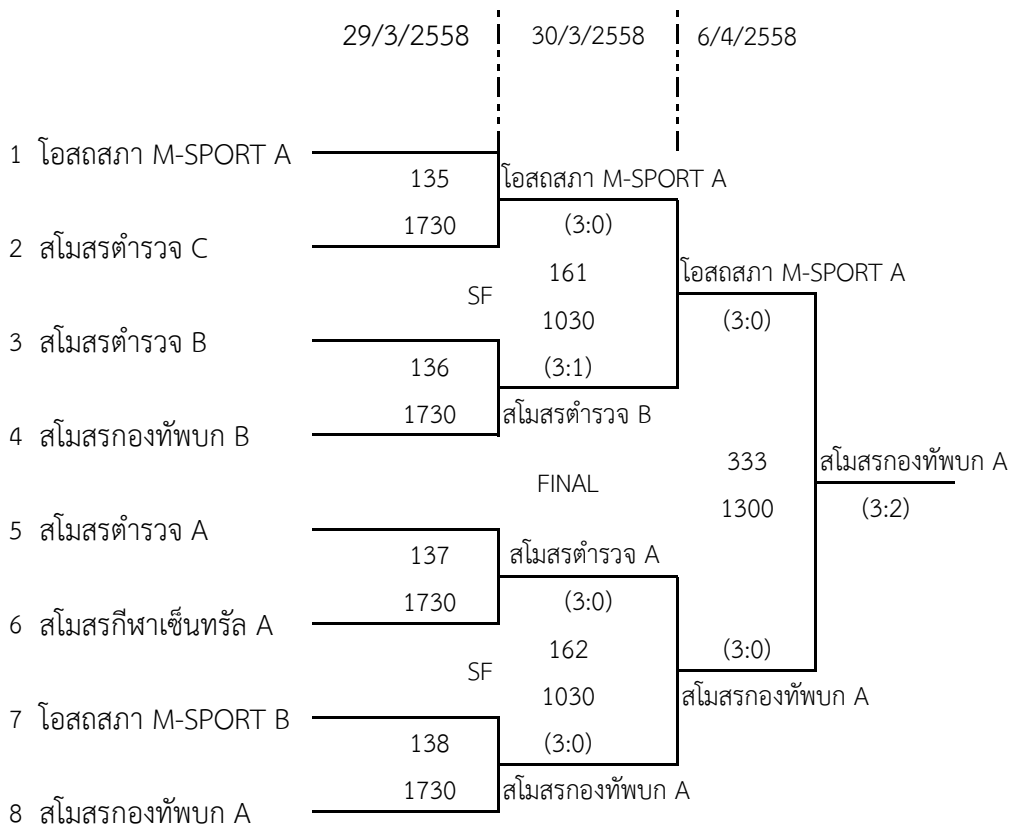 29/3/2558 30/3/2558 6/4/2558
1 โอสถสภา M-SPORT A
135 โอสถสภา M-SPORT A
1730 (3:0)
2 สโมสรตำรวจ C
161 โอสถสภา M-SPORT A
SF
1030 (3:0)
3 สโมสรตำรวจ B
136 (3:1)
1730 สโมสรตำรวจ B
4 สโมสรกองทัพบก B
333 สโมสรกองทัพบก A
FINAL
1300 (3:2)
5 สโมสรตำรวจ A
137 สโมสรตำรวจ A
1730 (3:0)
6 สโมสรกีฬาเซ็นทรัล A
162 (3:0)
SF
1030 สโมสรกองทัพบก A
7 โอสถสภา M-SPORT B
138 (3:0)
1730 สโมสรกองทัพบก A
8 สโมสรกองทัพบก A